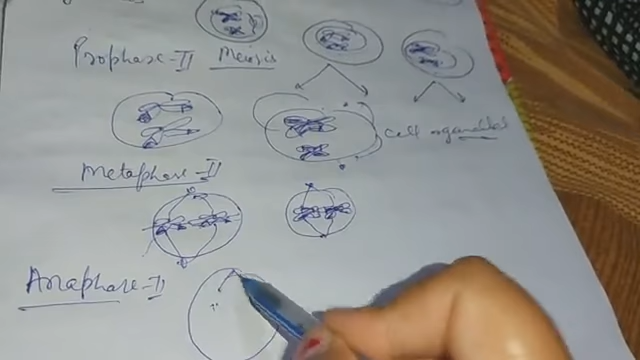 Prophase-II Meiosis
Cell organelles
Metaphase-II
Anaphase-II